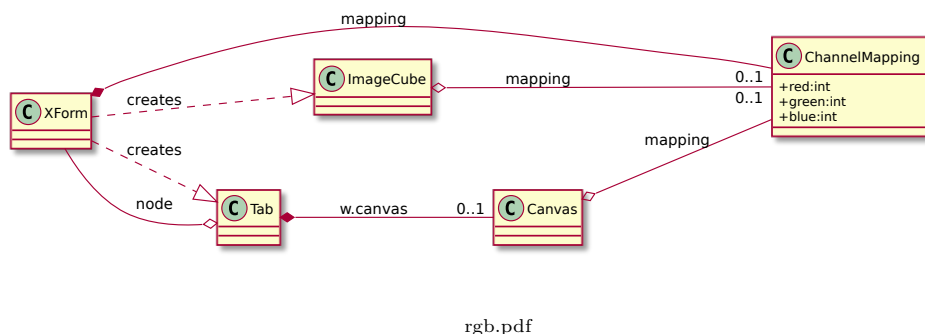 mapping
C ChannelMapping
+red:int
+green:int
+blue:int
C ImageCube
mapping
0..1
0..1
creates
C XForm
creates
mapping
node
C Tab
w.canvas
0..1
C Canvas
rgb.pdf